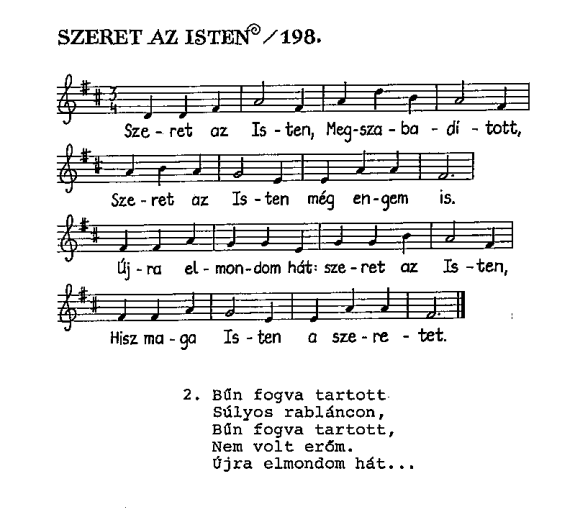 SZERET AZ ISTEN/198.
3
4
Sze - ret az Is - ten, Meg-sza - ba - dí - tott,
Sze - ret az Is - ten még en-gem is.
Új - ra el - mon-dom hát: sze - ret az Is - ten,
Hisz ma - ga Is - ten a sze - re - tet.
2. Bűn fogva tartott
Súlyos rabláncon,
Bűn fogva tartott,
Nem volt erőm.
Újra elmondom hát...